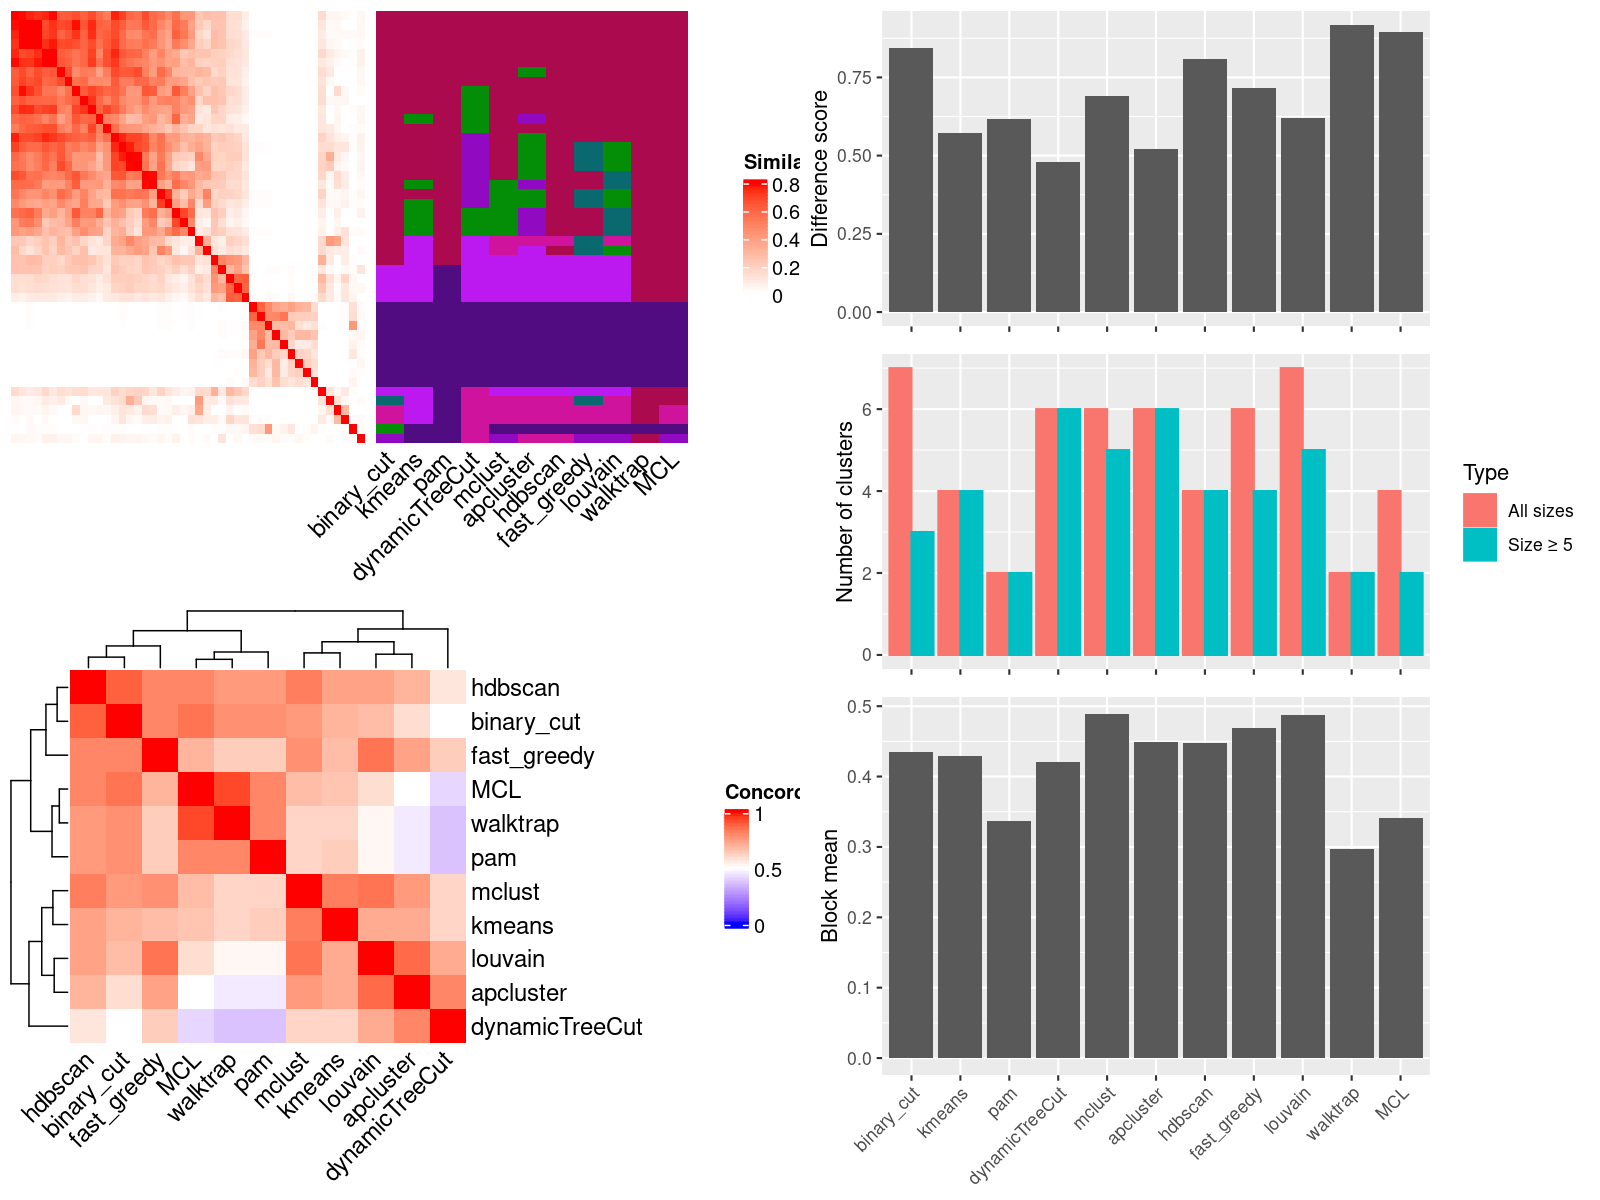 Simila
0.8
0.6
0.4
0.2
0
binary_cut
kmeans
pam
dynamicTreeCut
mclust
apcluster
hdbscan
fast_greedy
louvain
walktrap
MCL
hdbscan
binary_cut
fast_greedy
MCL
walktrap
pam
mclust
kmeans
louvain
apcluster
dynamicTreeCut
hdbscan
binary_cut
fast_greedy
MCL
walktrap
pam
mclust
kmeans
louvain
apcluster
dynamicTreeCut
Concord
1
0.5
0
Difference score
0.75
0.50
0.25
0.00
Number of clusters
6
4
2
0
Type
All sizes
Size ≥ 5
Block mean
0.5
0.4
0.3
0.2
0.1
0.0
binary_cut
kmeans
pam
dynamicTreeCut
mclust
apcluster
hdbscan
fast_greedy
louvain
walktrap
MCL